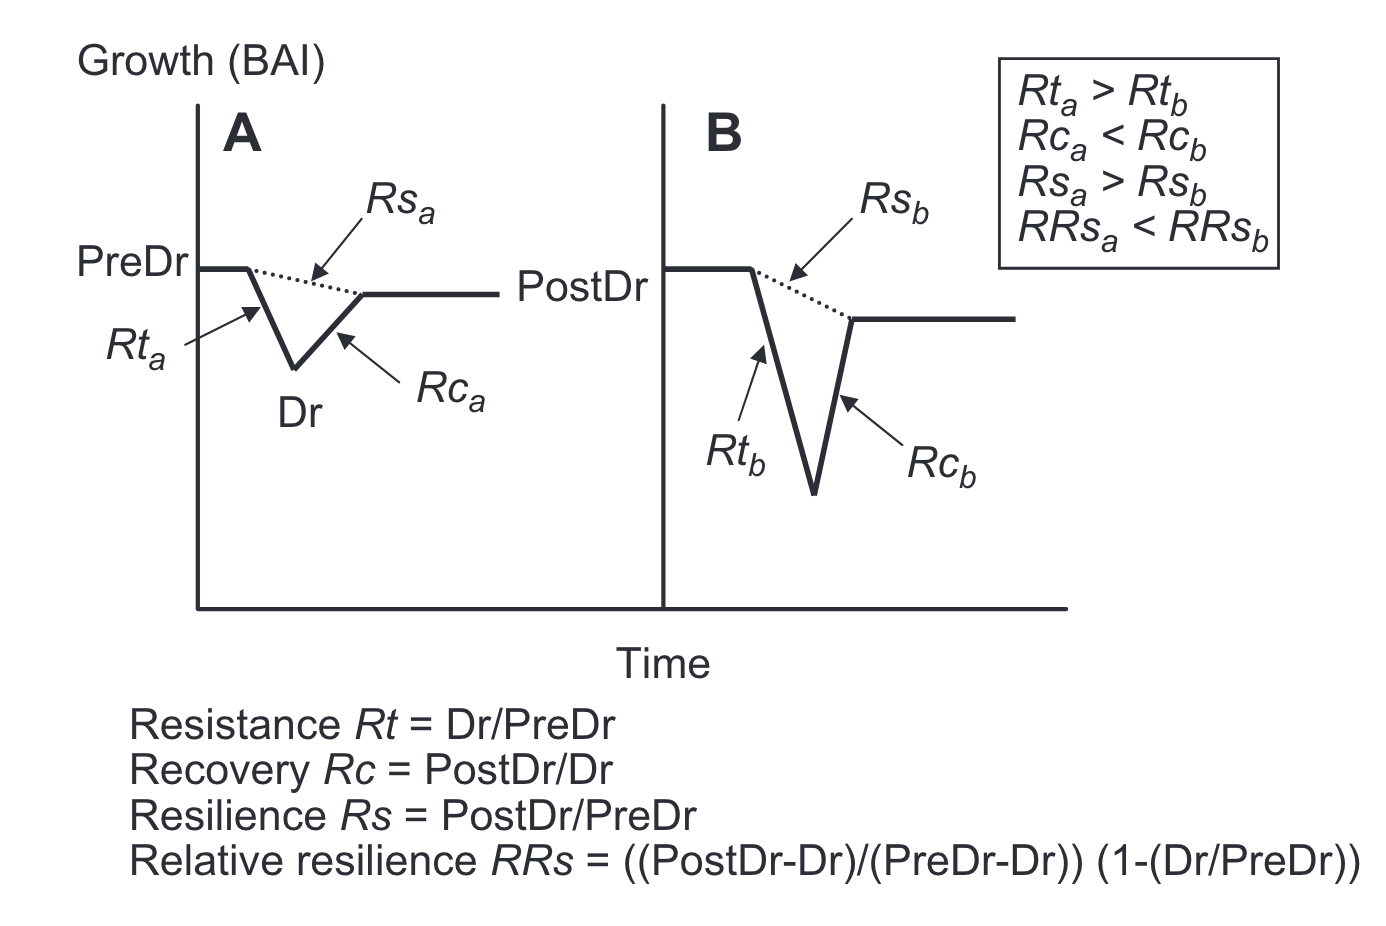 Growth (BAI)
A
B
Rta > Rtb
Rca < Rcb
Rsa > Rsb
RRsa < RRsb
Rsa
Rsb
PreDr
PostDr
Rta
Rca
Dr
Rtb
Rcb
Time
Resistance Rt = Dr/PreDr
Recovery Rc = PostDr/Dr
Resilience Rs = PostDr/PreDr
Relative resilience RRs = ((PostDr-Dr)/(PreDr-Dr)) (1-(Dr/PreDr))